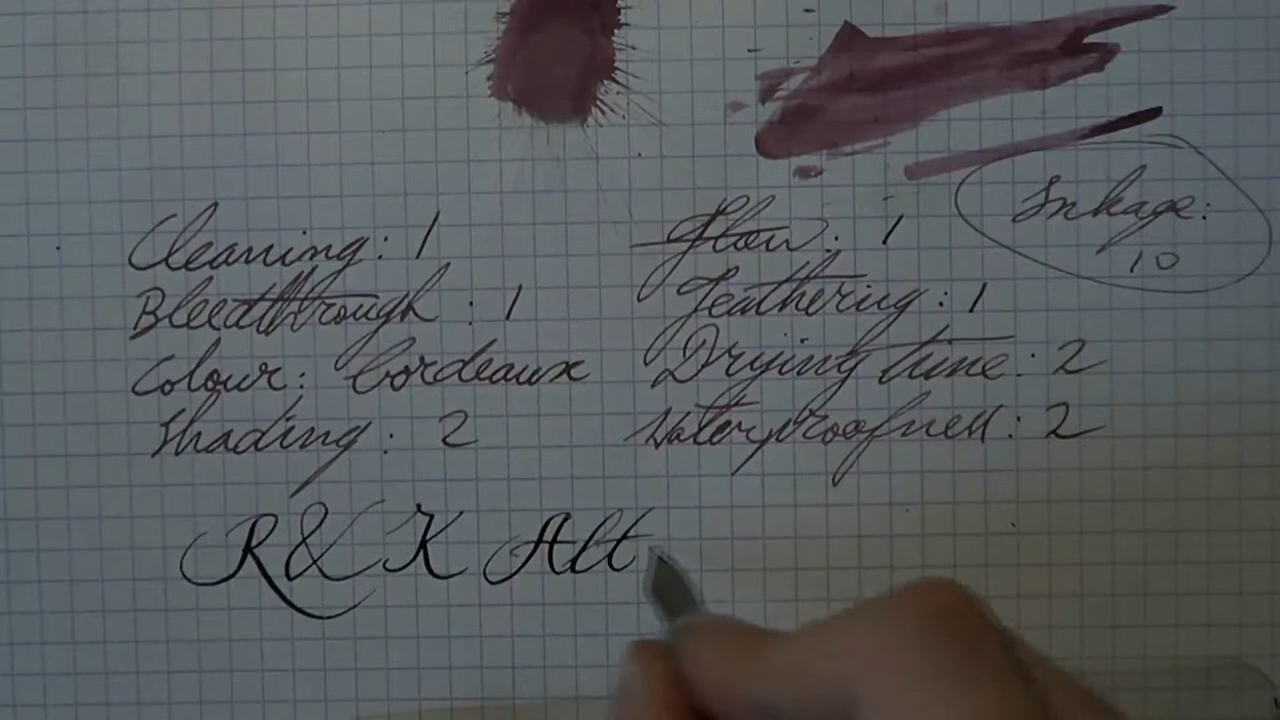 Cleaning: 1 Flow: 1
Bleedthrough: 1 Feathering: 1
Colour: bordeaux Drying time: 2
Shading: 2 Waterproofness: 2
Inkage:
10
R&K Alt